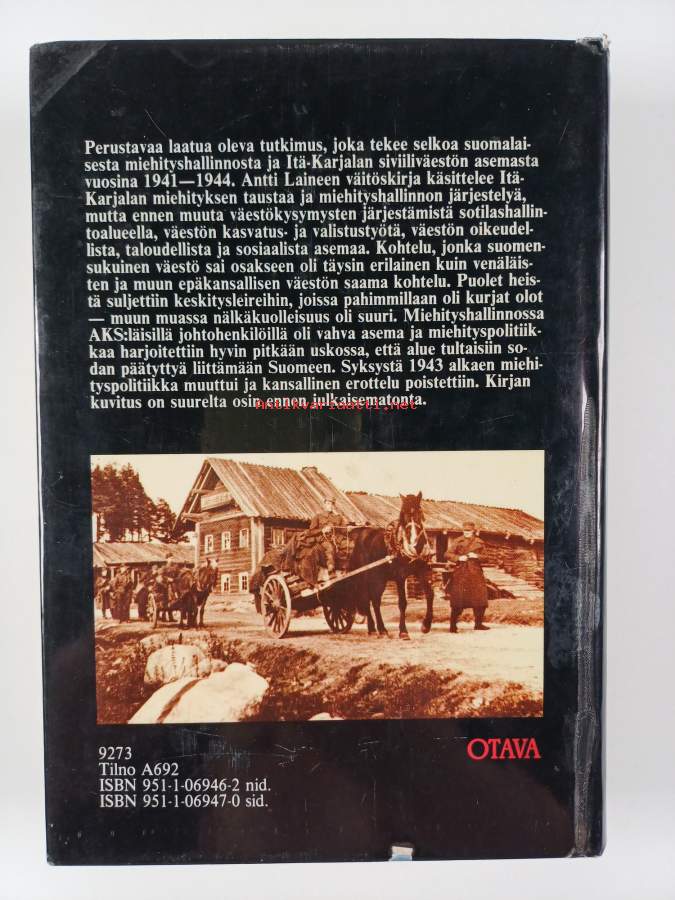 Perustavaa laatua oleva tutkimus, joka tekee selkoa suomalai-
sesta miehityshallinnosta ja Itä-Karjalan siviiliväestön asemasta
vuosina 1941—1944. Antti Laineen väitöskirja käsittelee Itä-
Karjalan miehityksen taustaa ja miehityshallinnon järjestelyä,
mutta ennen muuta väestökysymysten järjestämistä sotilashallin-
toalueella, väestön kasvatus- ja valistustyötä, väestön oikeudel-
lista, taloudellista ja sosiaalista asemaa. Kohtelu, jonka suomen-
sukuinen väestö sai osakseen oli täysin erilainen kuin venäläis-
ten ja muun epäkansallisen väestön saama kohtelu. Puolet heis-
tä suljettiin keskitysleireihin, joissa pahimmillaan oli kurjat olot
— muun muassa nälkäkuolleisuus oli suuri. Miehityshallinnossa
AKS:läisillä johtohenkilöillä oli vahva asema ja miehityspolitiik-
kaa harjoitettiin hyvin pitkään uskossa, että alue tultaisiin so-
dan päätyttyä liittämään Suomeen. Syksystä 1943 alkaen miehi-
tyspolitiikka muuttui ja kansallinen erottelu poistettiin. Kirjan
kuvitus on suurelta osin ennen julkaisematonta.
Antikvariaatti.net
9273
Tilno A692
ISBN 951-1-06946-2 nid.
ISBN 951-1-06947-0 sid.
OTAVA